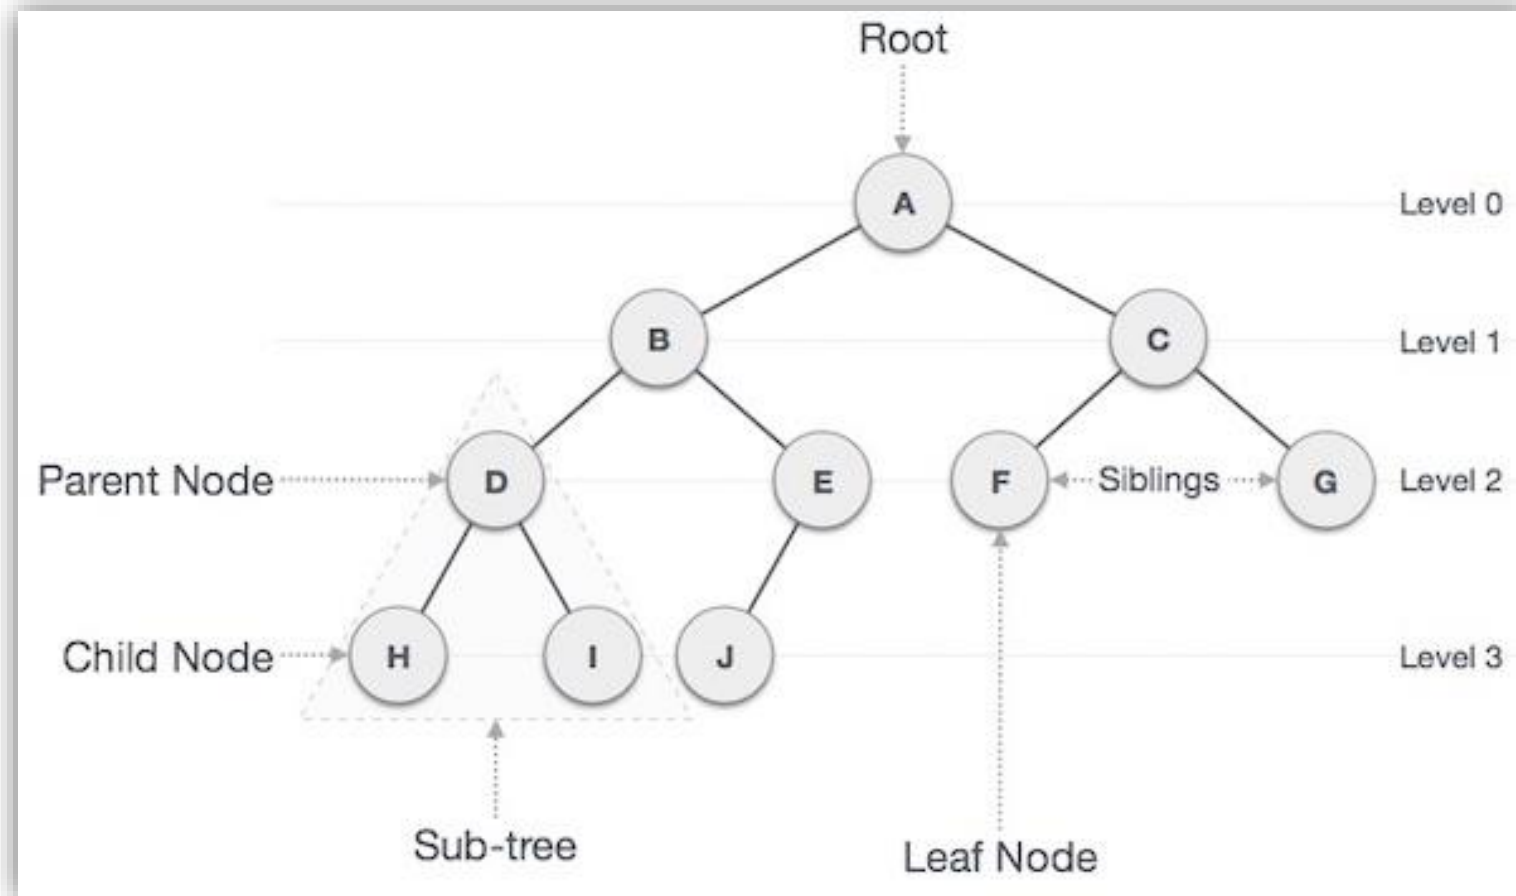 Root
A
Level 0
B
C
Level 1
Parent Node
D
E
F
Siblings
G
Level 2
Child Node
H
I
J
Level 3
Sub-tree
Leaf Node